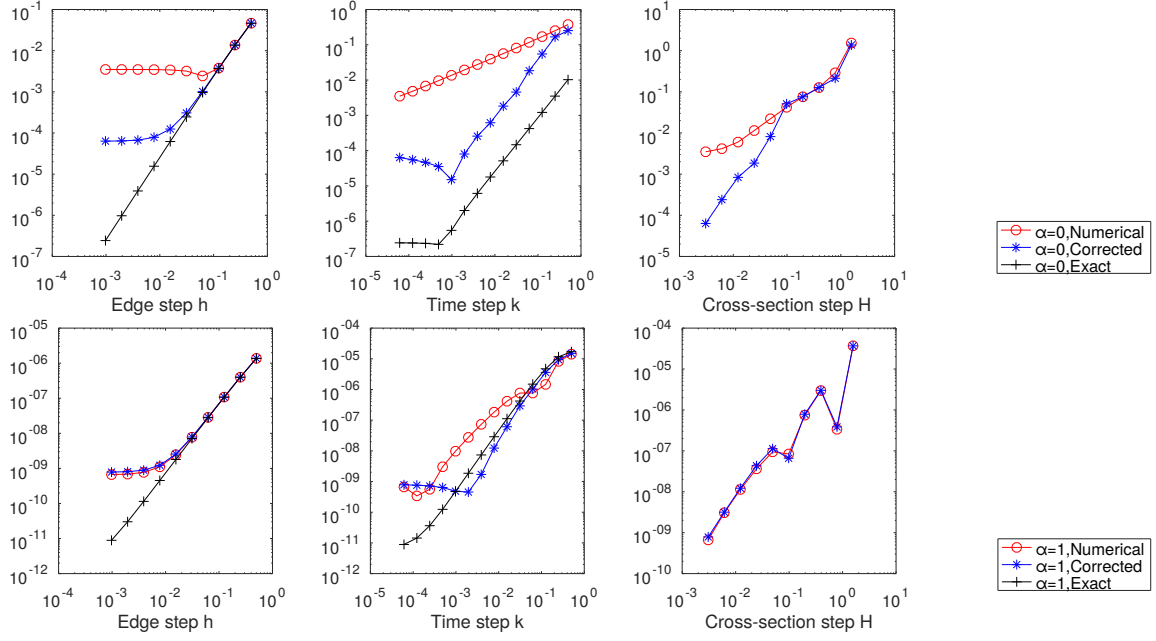 10^-1
10^-2
10^-3
10^-4
10^-5
10^-6
10^-7
10^-4 10^-3 10^-2 10^-1 10^0
Edge step h
10^0
10^-1
10^-2
10^-3
10^-4
10^-5
10^-6
10^-7
10^-5 10^-4 10^-3 10^-2 10^-1 10^0
Time step k
10^1
10^0
10^-1
10^-2
10^-3
10^-4
10^-5
10^-3 10^-2 10^-1 10^0 10^1
Cross-section step H
α=0,Numerical
α=0,Corrected
α=0,Exact
10^-05
10^-06
10^-07
10^-08
10^-09
10^-10
10^-11
10^-12
10^-4 10^-3 10^-2 10^-1 10^0
Edge step h
10^-04
10^-05
10^-06
10^-07
10^-08
10^-09
10^-10
10^-11
10^-12
10^-5 10^-4 10^-3 10^-2 10^-1 10^0
Time step k
10^-04
10^-05
10^-06
10^-07
10^-08
10^-09
10^-10
10^-3 10^-2 10^-1 10^0 10^1
Cross-section step H
α=1,Numerical
α=1,Corrected
α=1,Exact